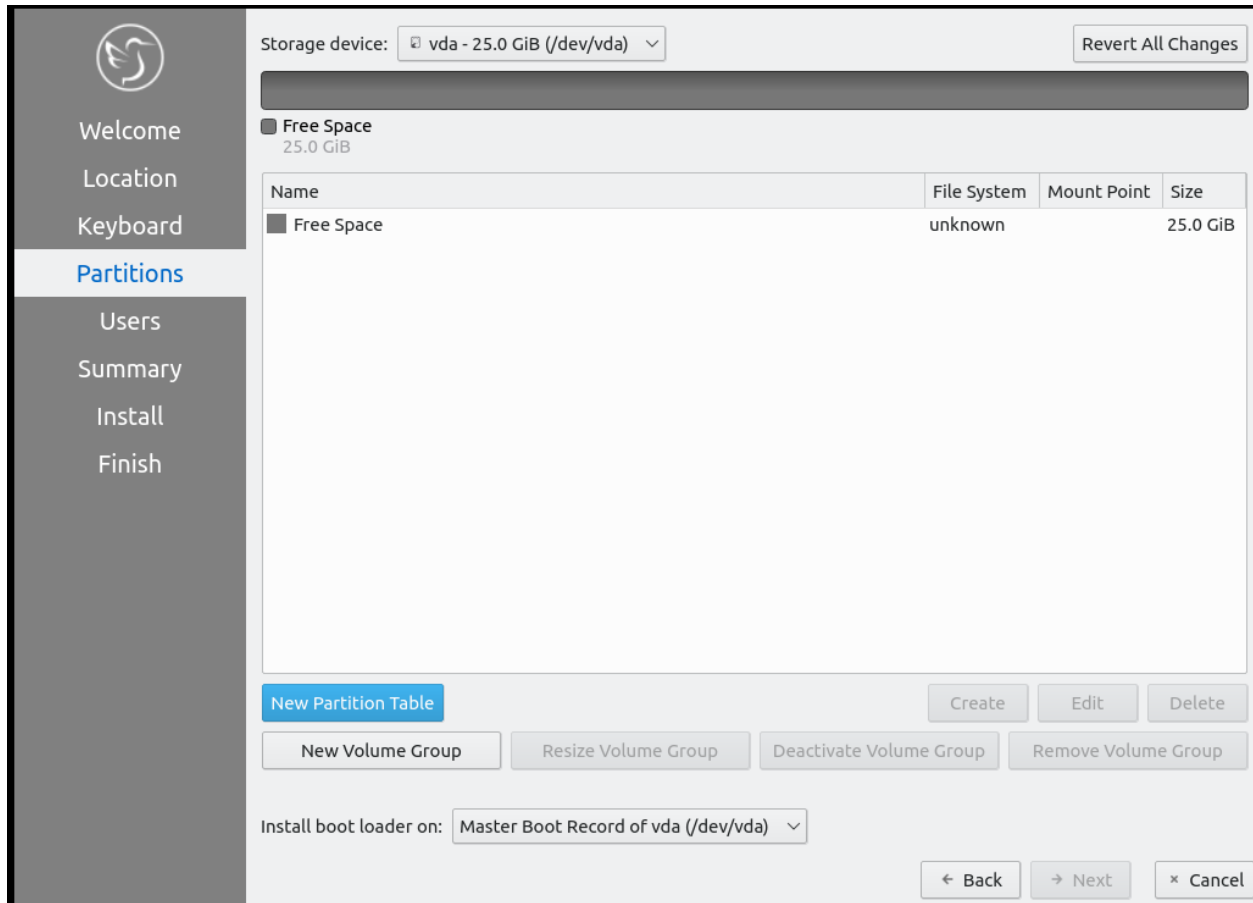 Welcome
Location
Keyboard
Partitions
Users
Summary
Install
Finish
Storage device: vda - 25.0 GiB (/dev/vda) Revert All Changes
Free Space
25.0 GiB
Name File System Mount Point Size
Free Space unknown 25.0 GiB
New Partition Table Create Edit Delete
New Volume Group Resize Volume Group Deactivate Volume Group Remove Volume Group
Install boot loader on: Master Boot Record of vda (/dev/vda)
Back Next Cancel